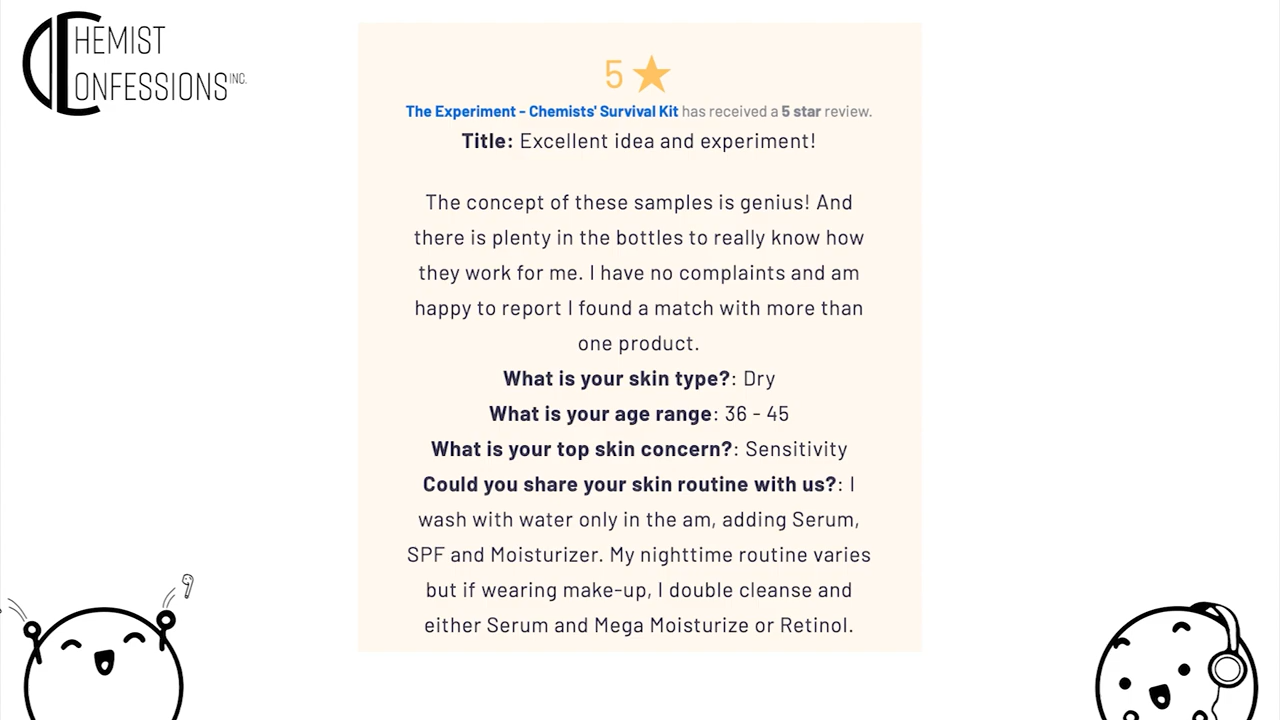 CHEMIST
CONFESSIONS INC.
5
The Experiment - Chemists' Survival Kit has received a 5 star review.
Title: Excellent idea and experiment!
The concept of these samples is genius! And
there is plenty in the bottles to really know how
they work for me. I have no complaints and am
happy to report I found a match with more than
one product.
What is your skin type?: Dry
What is your age range: 36 - 45
What is your top skin concern?: Sensitivity
Could you share your skin routine with us?: I
wash with water only in the am, adding Serum,
SPF and Moisturizer. My nighttime routine varies
but if wearing make-up, I double cleanse and
either Serum and Mega Moisturize or Retinol.